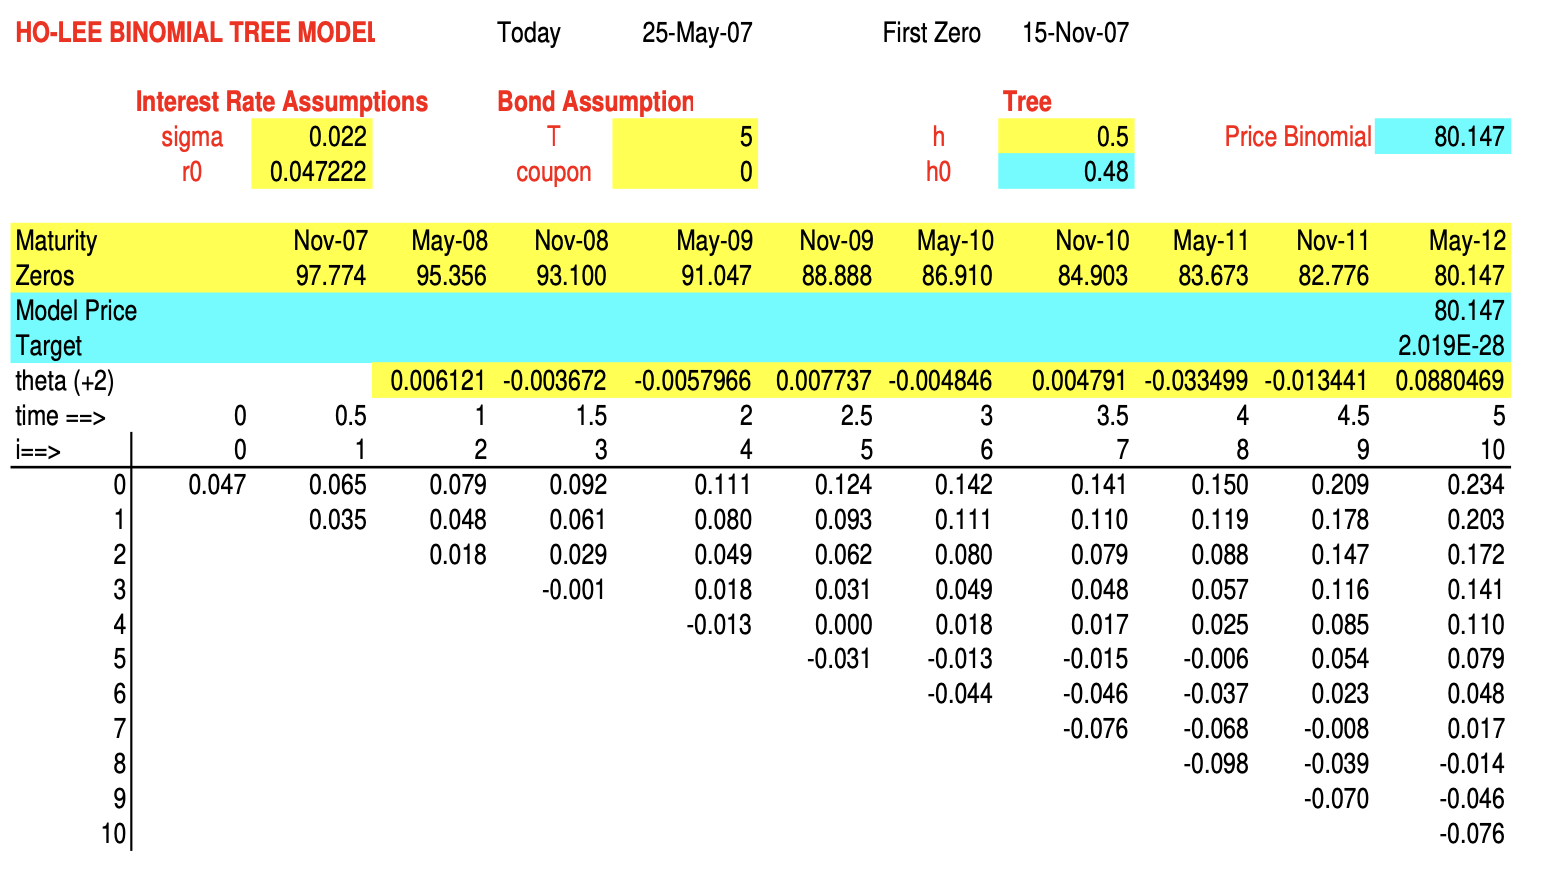 HO-LEE BINOMIAL TREE MODEL Today 25-May-07 First Zero 15-Nov-07
Interest Rate Assumptions Bond Assumption Tree
sigma 0.022 T 5 h 0.5 Price Binomial 80.147
r0 0.047222 coupon 0 h0 0.48
Maturity Nov-07 May-08 Nov-08 May-09 Nov-09 May-10 Nov-10 May-11 Nov-11 May-12
Zeros 97.774 95.356 93.100 91.047 88.888 86.910 84.903 83.673 82.776 80.147
Model Price 80.147
Target 2.019E-28
theta (+2) 0.006121 -0.003672 -0.0057966 0.007737 -0.004846 0.004791 -0.033499 -0.013441 0.0880469
time ==> 0 0.5 1 1.5 2 2.5 3 3.5 4 4.5 5
i==> 0 1 2 3 4 5 6 7 8 9 10
0 0.047 0.065 0.079 0.092 0.111 0.124 0.142 0.141 0.150 0.209 0.234
1 0.035 0.048 0.061 0.080 0.093 0.111 0.110 0.119 0.178 0.203
2 0.018 0.029 0.049 0.062 0.080 0.079 0.088 0.147 0.172
3 -0.001 0.018 0.031 0.049 0.048 0.057 0.116 0.141
4 -0.013 0.000 0.018 0.017 0.025 0.085 0.110
5 -0.031 -0.013 -0.015 -0.006 0.054 0.079
6 -0.044 -0.046 -0.037 0.023 0.048
7 -0.076 -0.068 -0.008 0.017
8 -0.098 -0.039 -0.014
9 -0.070 -0.046
10 -0.076